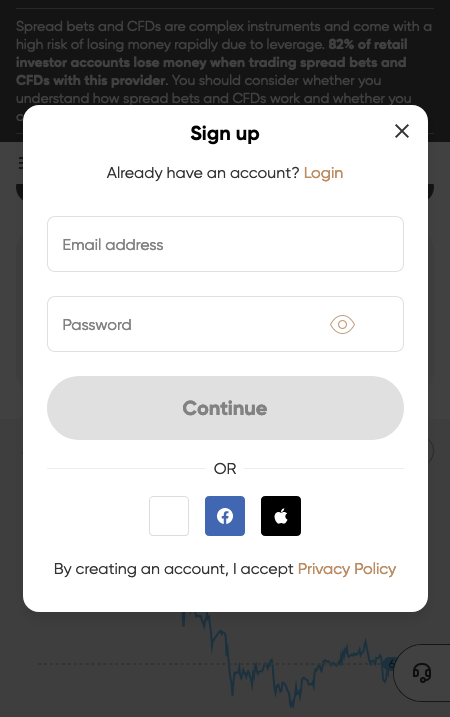 Spread bets and CFDs are complex instruments and come with a
high risk of losing money rapidly due to leverage. 82% of retail
investor accounts lose money when trading spread bets and
CFDs with this provider. You should consider whether you
understand how spread bets and CFDs work and whether you
Sign up
Already have an account? Login
Email address
Password
Continue
OR
By creating an account, I accept Privacy Policy